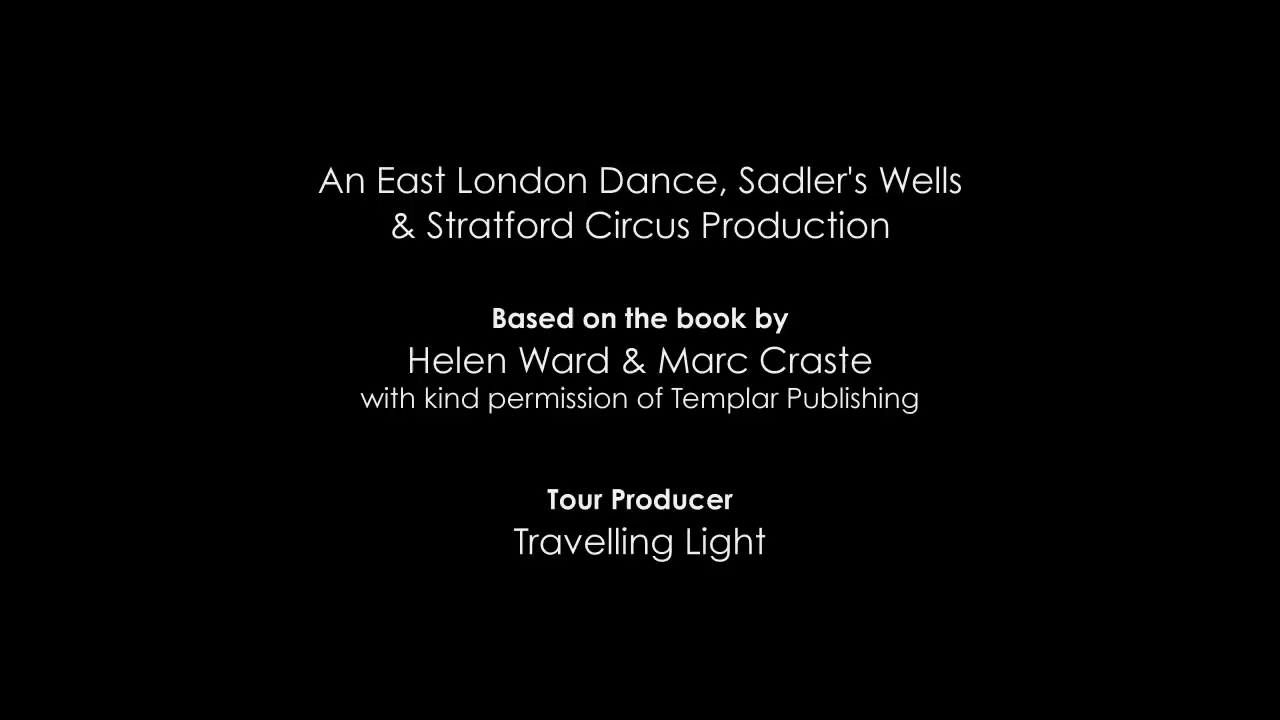 An East London Dance, Sadler's Wells
& Stratford Circus Production
Based on the book by
Helen Ward & Marc Craste
with kind permission of Templar Publishing
Tour Producer
Travelling Light